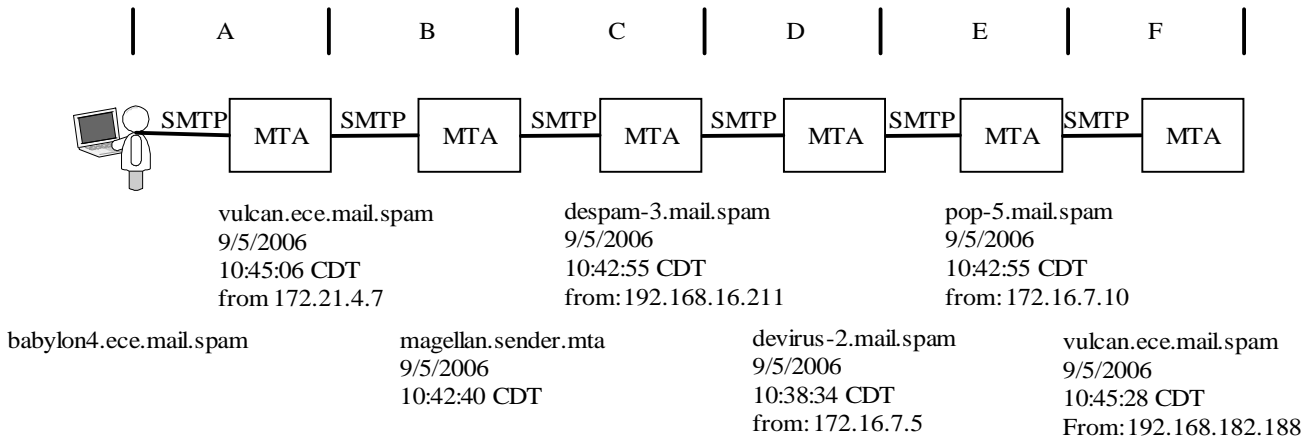 A B C D E F
SMTP MTA SMTP MTA SMTP MTA SMTP MTA SMTP MTA SMTP MTA
vulcan.ece.mail.spam
9/5/2006
10:45:06 CDT
from 172.21.4.7
despam-3.mail.spam
9/5/2006
10:42:55 CDT
from: 192.168.16.211
pop-5.mail.spam
9/5/2006
10:42:55 CDT
from: 172.16.7.10
babylon4.ece.mail.spam
magellan.sender.mta
9/5/2006
10:42:40 CDT
devirus-2.mail.spam
9/5/2006
10:38:34 CDT
from: 172.16.7.5
vulcan.ece.mail.spam
9/5/2006
10:45:28 CDT
From: 192.168.182.188